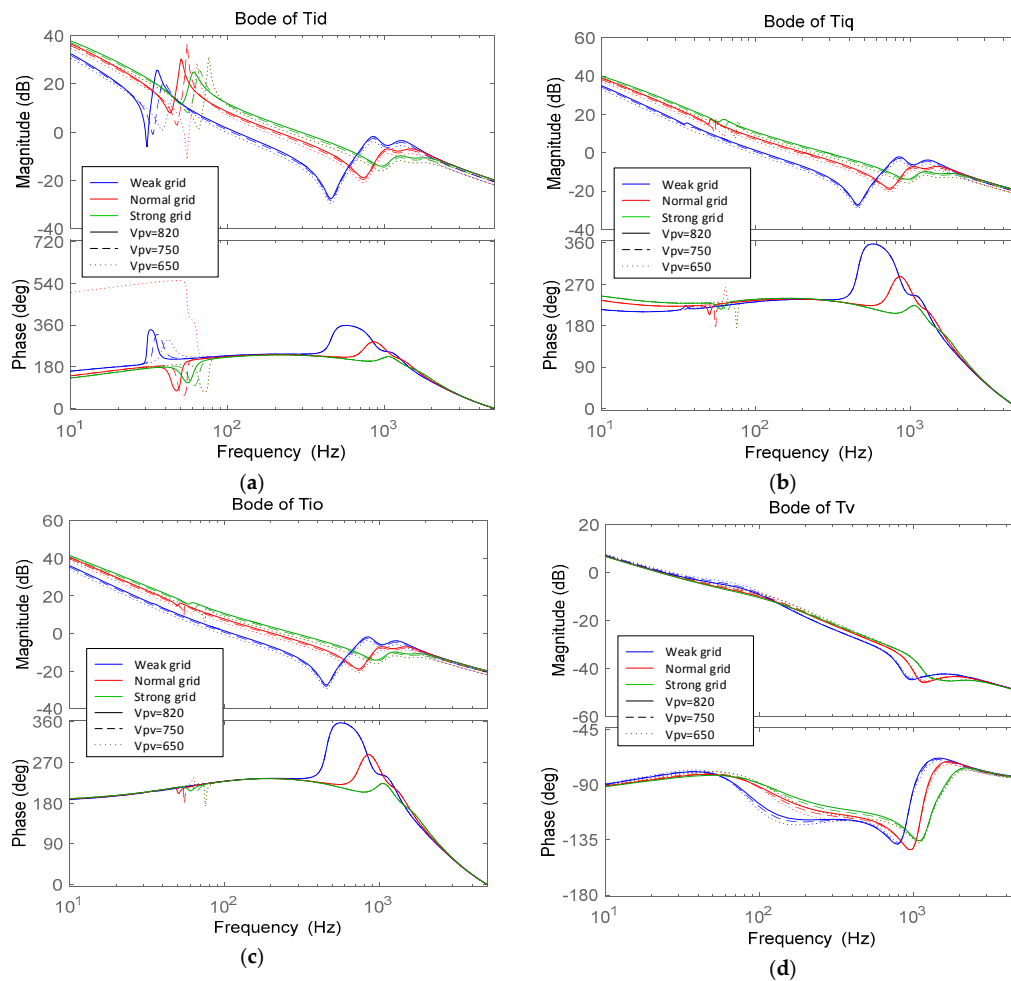 Bode of Tid
Magnitude (dB)
40
20
0
-20
-40
Weak grid
Normal grid
Strong grid
Vpv=820
Vpv=750
Vpv=650
Phase (deg)
720
540
360
180
0
10^1
10^2
10^3
Frequency (Hz)
(a)
Bode of Tiq
Magnitude (dB)
60
40
20
0
-20
-40
Weak grid
Normal grid
Strong grid
Vpv=820
Vpv=750
Vpv=650
Phase (deg)
360
270
180
90
0
10^1
10^2
10^3
Frequency (Hz)
(b)
Bode of Tio
Magnitude (dB)
60
40
20
0
-20
-40
Weak grid
Normal grid
Strong grid
Vpv=820
Vpv=750
Vpv=650
Phase (deg)
360
270
180
90
0
10^1
10^2
10^3
Frequency (Hz)
(c)
Bode of Tv
Magnitude (dB)
20
0
-20
-40
-60
Weak grid
Normal grid
Strong grid
Vpv=820
Vpv=750
Vpv=650
Phase (deg)
-45
-90
-135
-180
10^1
10^2
10^3
Frequency (Hz)
(d)